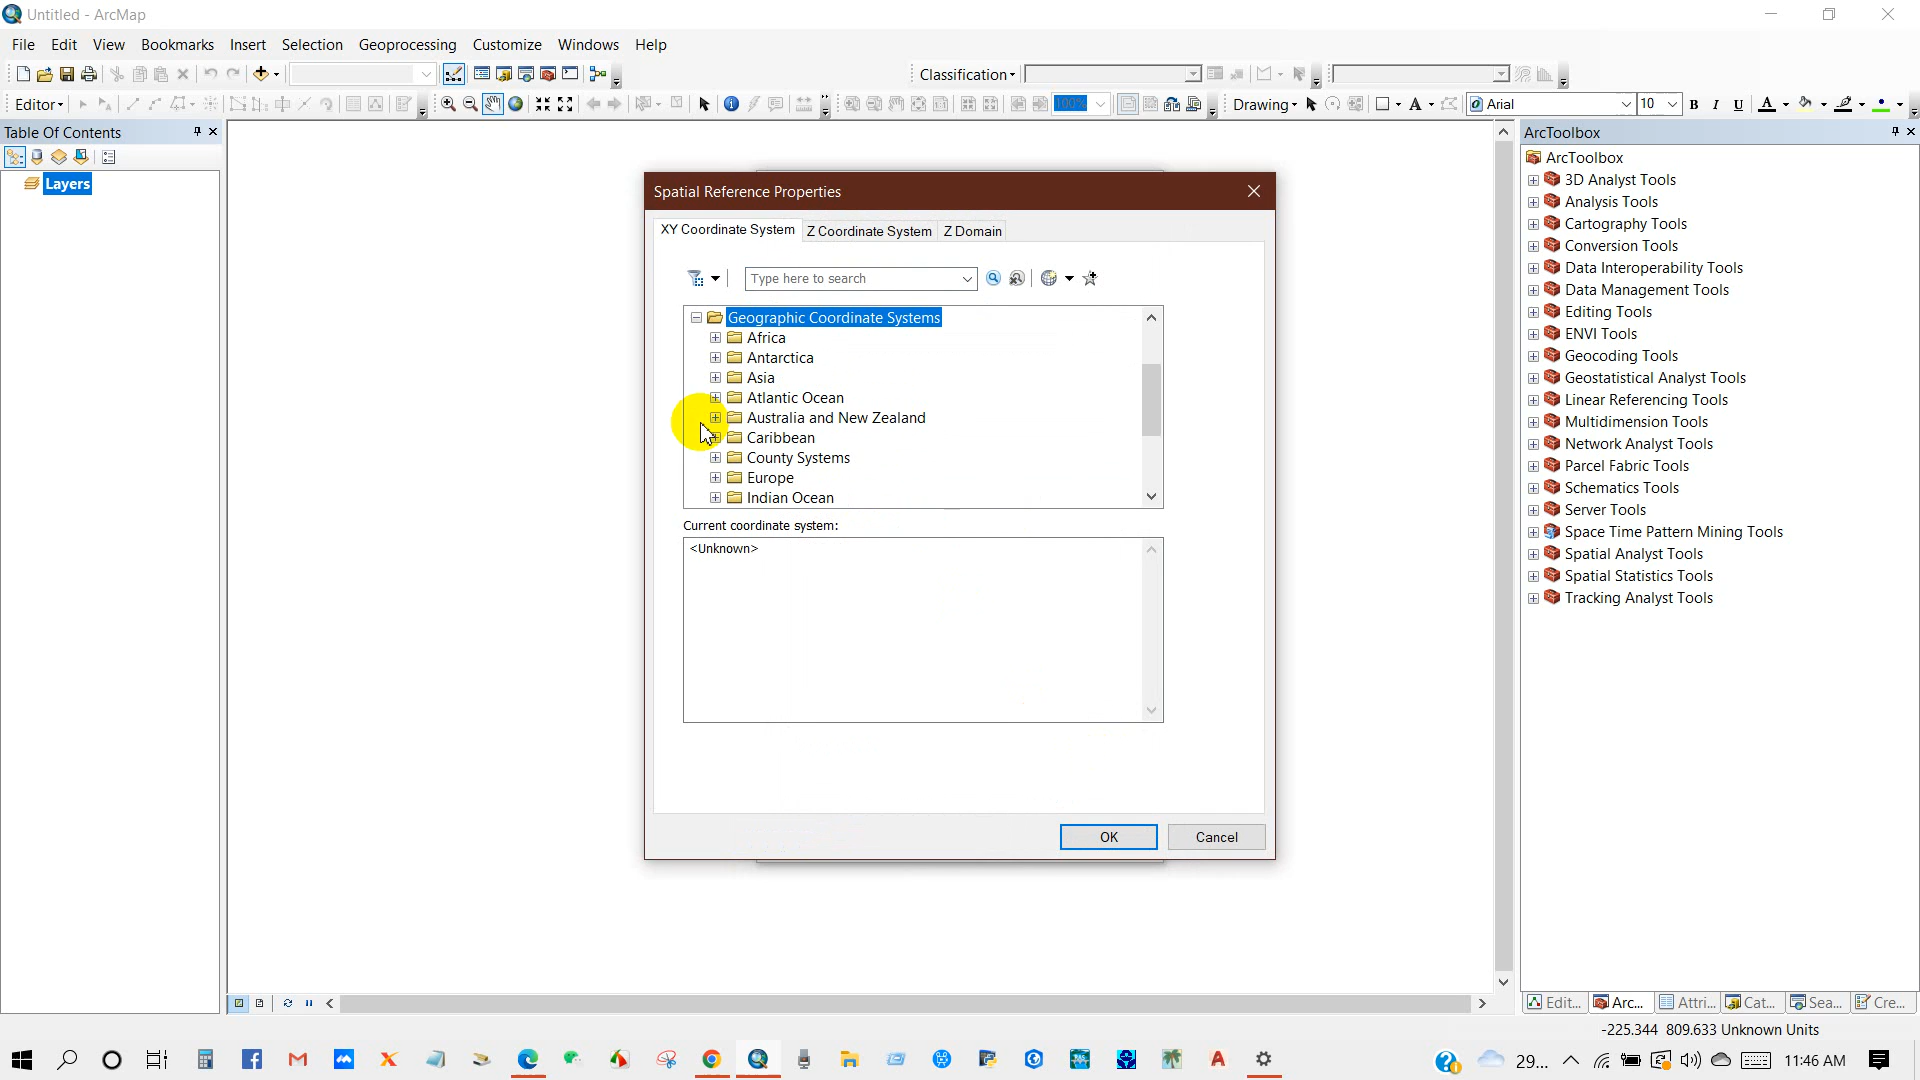 Untitled - ArcMap
File Edit View Bookmarks Insert Selection Geoprocessing Customize Windows Help
Classification
Editor
100%
Drawing
Arial
10
B I U A
Table Of Contents
Layers
Spatial Reference Properties
XY Coordinate System
Z Coordinate System
Z Domain
Type here to search
Geographic Coordinate Systems
Africa
Antarctica
Asia
Atlantic Ocean
Australia and New Zealand
Caribbean
County Systems
Europe
Indian Ocean
Current coordinate system:
<Unknown>
OK
Cancel
ArcToolbox
ArcToolbox
3D Analyst Tools
Analysis Tools
Cartography Tools
Conversion Tools
Data Interoperability Tools
Data Management Tools
Editing Tools
ENVI Tools
Geocoding Tools
Geostatistical Analyst Tools
Linear Referencing Tools
Multidimension Tools
Network Analyst Tools
Parcel Fabric Tools
Schematics Tools
Server Tools
Space Time Pattern Mining Tools
Spatial Analyst Tools
Spatial Statistics Tools
Tracking Analyst Tools
Edit... Arc... Attri... Cat... Sea... Cre...
-225.344 809.633 Unknown Units
29...
11:46 AM